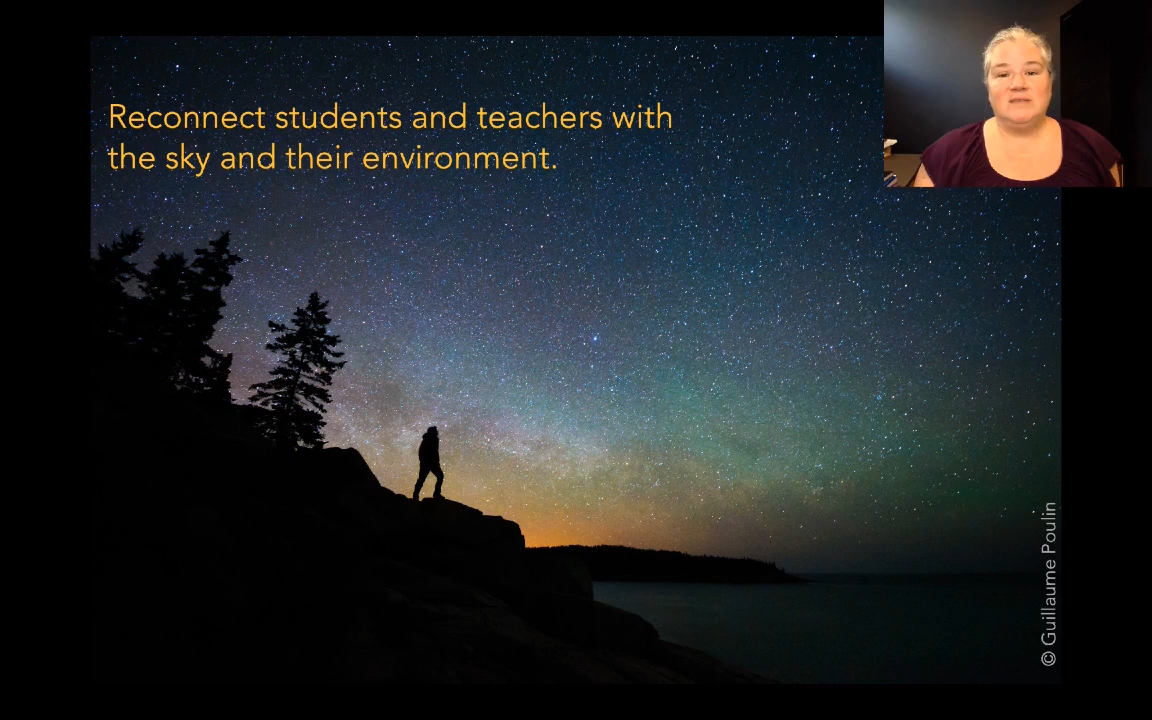 Reconnect students and teachers with
the sky and their environment.
© Guillaume Poulin